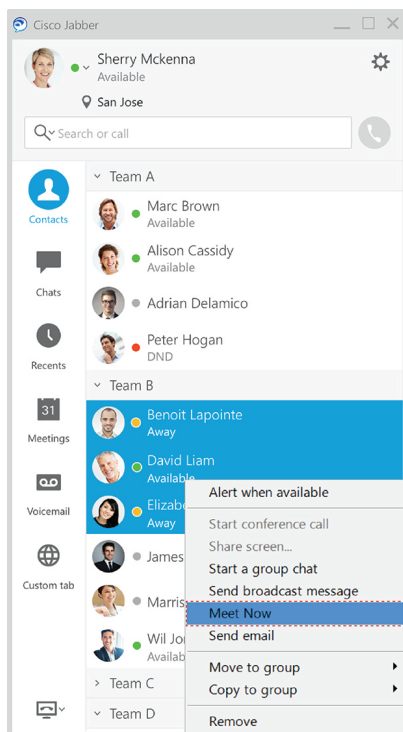 Cisco Jabber
Sherry Mckenna
Available
San Jose
Search or call
Contacts
Chats
Recents
31
Meetings
Voicemail
Custom tab
Team A
Marc Brown
Available
Alison Cassidy
Available
Adrian Delamico
Peter Hogan
DND
Team B
Benoit Lapointe
Away
David Liam
Available
Away
James
Team C
Team D
Alert when available
Start conference call
Share screen...
Start a group chat
Send broadcast message
Meet Now
Send email
Move to group
Copy to group
Remove